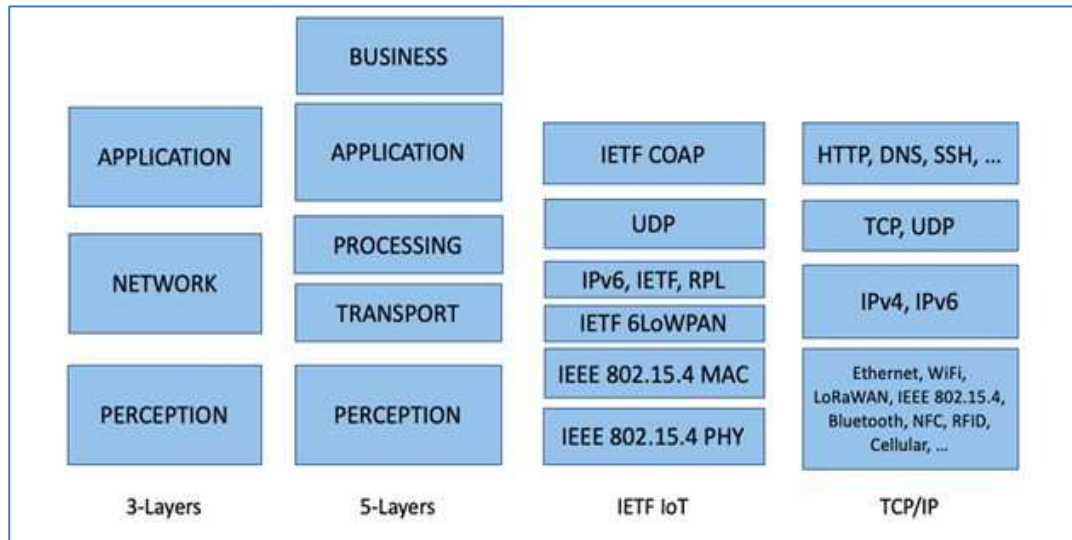 APPLICATION
NETWORK
PERCEPTION
3-Layers
BUSINESS
APPLICATION
PROCESSING
TRANSPORT
PERCEPTION
5-Layers
IETF COAP
UDP
IPv6, IETF, RPL
IETF 6LoWPAN
IEEE 802.15.4 MAC
IEEE 802.15.4 PHY
IETF IoT
HTTP, DNS, SSH, ...
TCP, UDP
IPv4, IPv6
Ethernet, WiFi,
LoRaWAN, IEEE 802.15.4,
Bluetooth, NFC, RFID,
Cellular, ...
TCP/IP